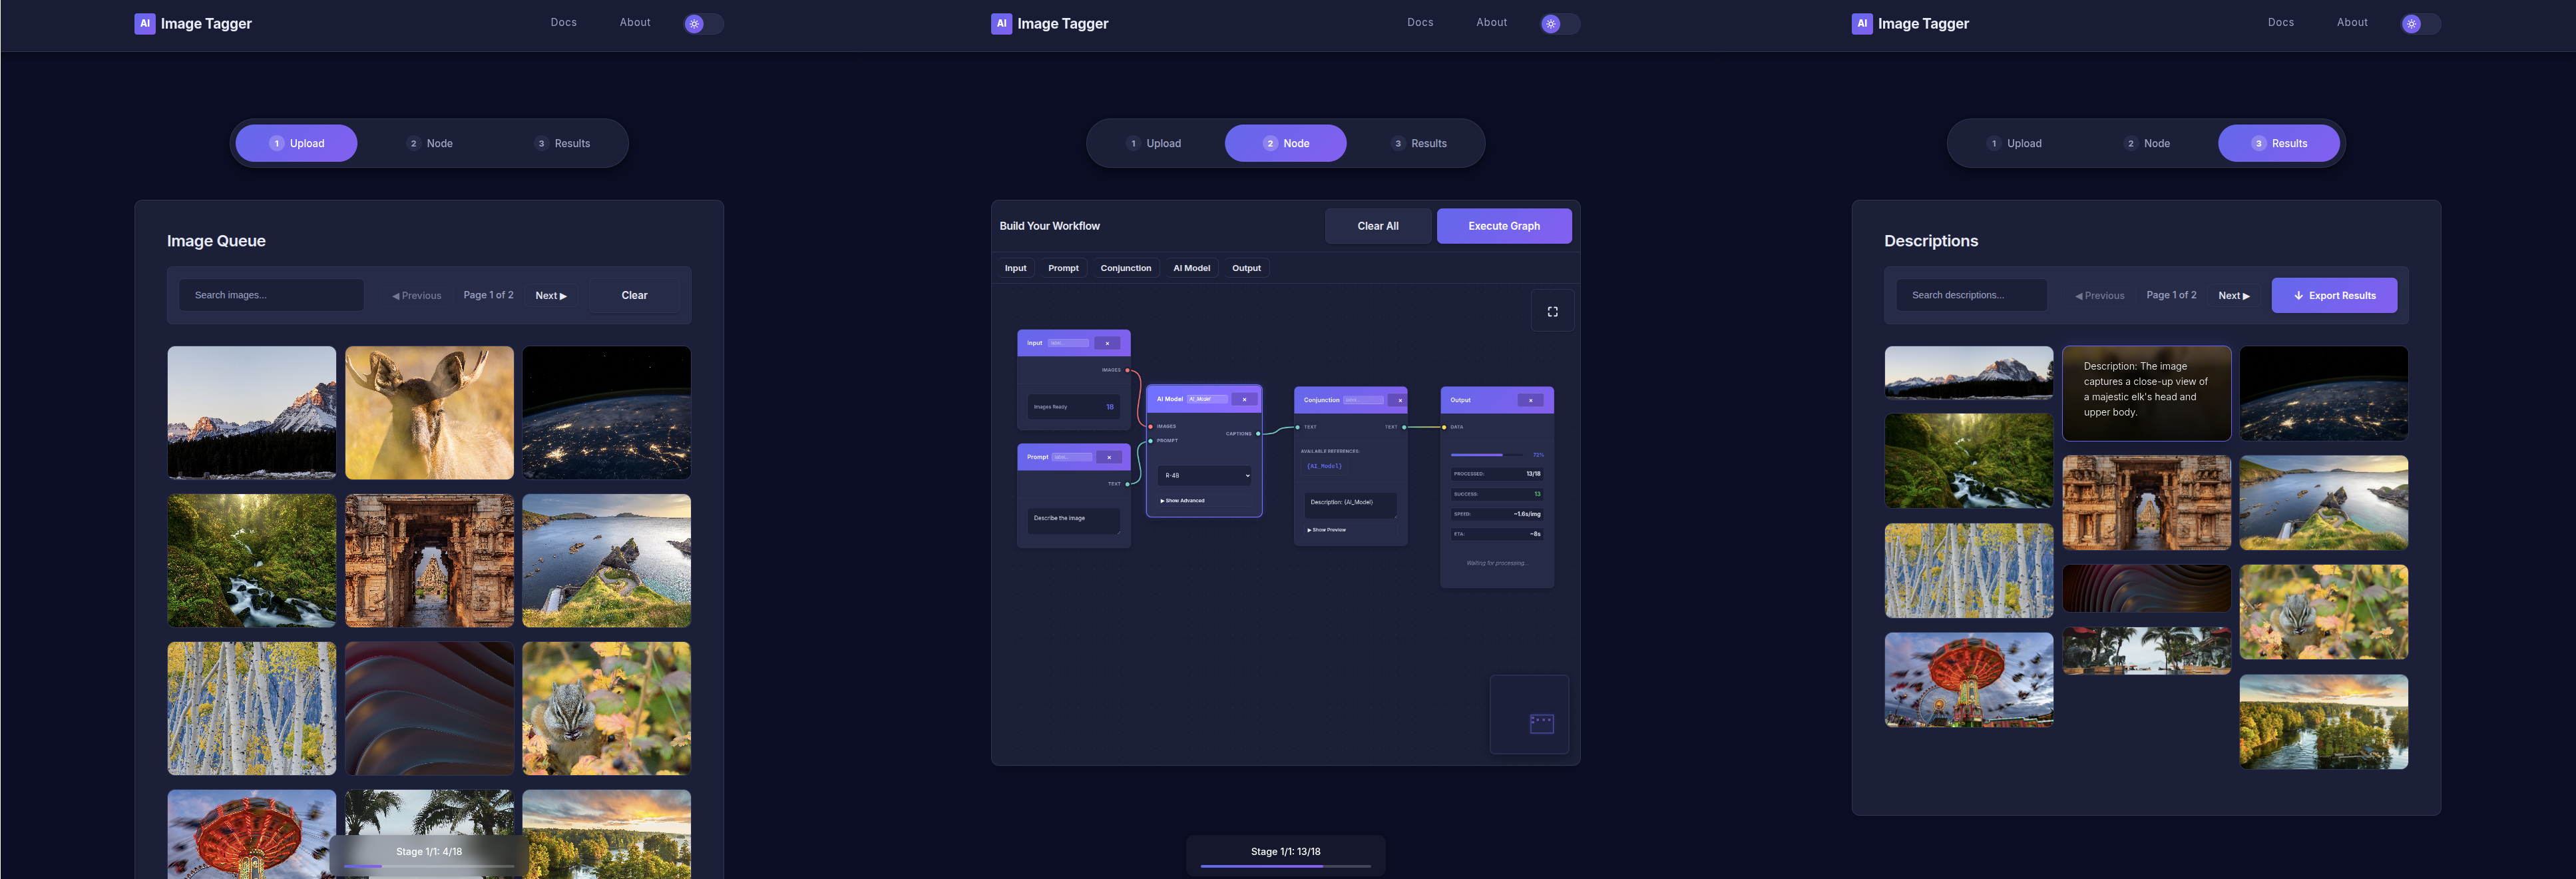 AI Image Tagger
Docs About
1 Upload 2 Node 3 Results
Image Queue
Search images...
◀ Previous Page 1 of 2 Next ▶ Clear
Stage 1/1: 4/18
AI Image Tagger
Docs About
1 Upload 2 Node 3 Results
Build Your Workflow
Clear All Execute Graph
Input Prompt Conjunction AI Model Output
Input ×
IMAGES
Images Ready 18
Prompt ×
TEXT
Describe the image
AI Model AI_Model ×
IMAGES
PROMPT
CAPTIONS
R-4B
▶ Show Advanced
Conjunction ×
TEXT TEXT
AVAILABLE REFERENCES:
{AI_Model}
Description: {AI_Model}
▶ Show Preview
Output ×
DATA
72%
PROCESSED: 13/18
SUCCESS: 13
SPEED: ~1.6s/img
ETA: ~8s
Waiting for processing...
Stage 1/1: 13/18
AI Image Tagger
Docs About
1 Upload 2 Node 3 Results
Descriptions
Search descriptions...
◀ Previous Page 1 of 2 Next ▶ Export Results
Description: The image
captures a close-up view of
a majestic elk's head and
upper body.